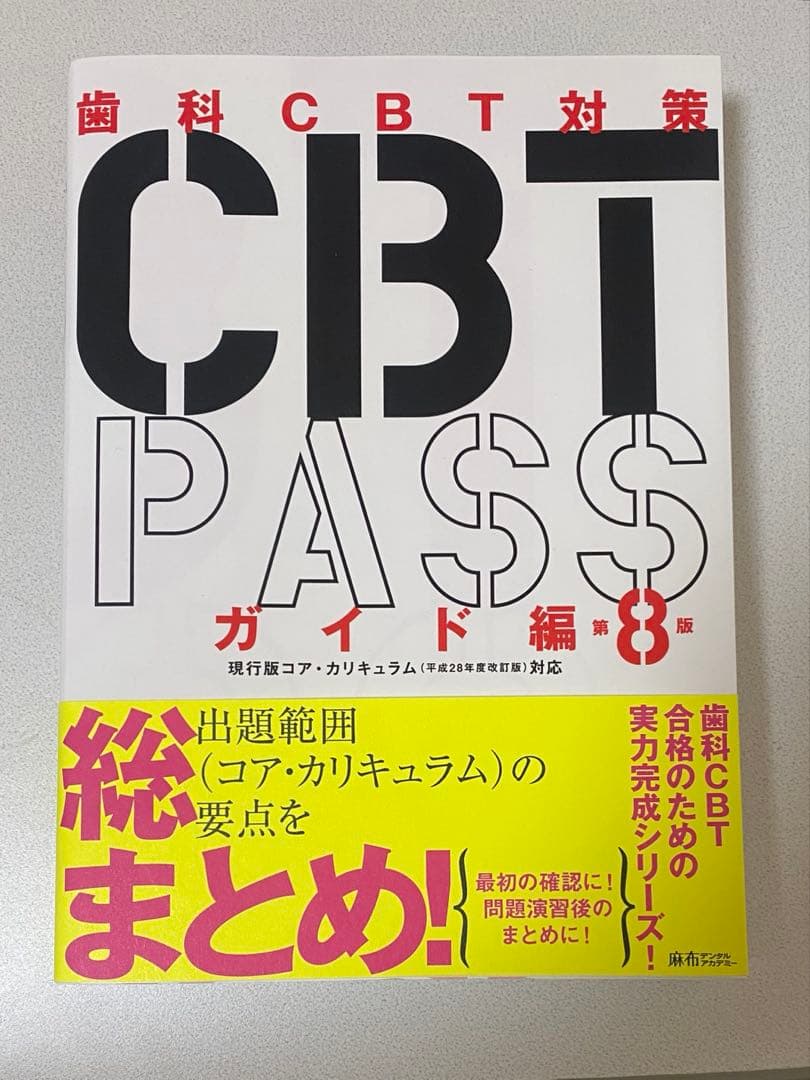 歯科CBT対策
CBT
PASS
ガイド編 第8版
現行版コア・カリキュラム(平成28年度改訂版)対応
出題範囲
(コア・カリキュラム)の
要点を
総まとめ!
最初の確認に!
問題演習後の
まとめに!
歯科CBT
合格のための
実力完成シリーズ!
麻布デンタルアカデミー